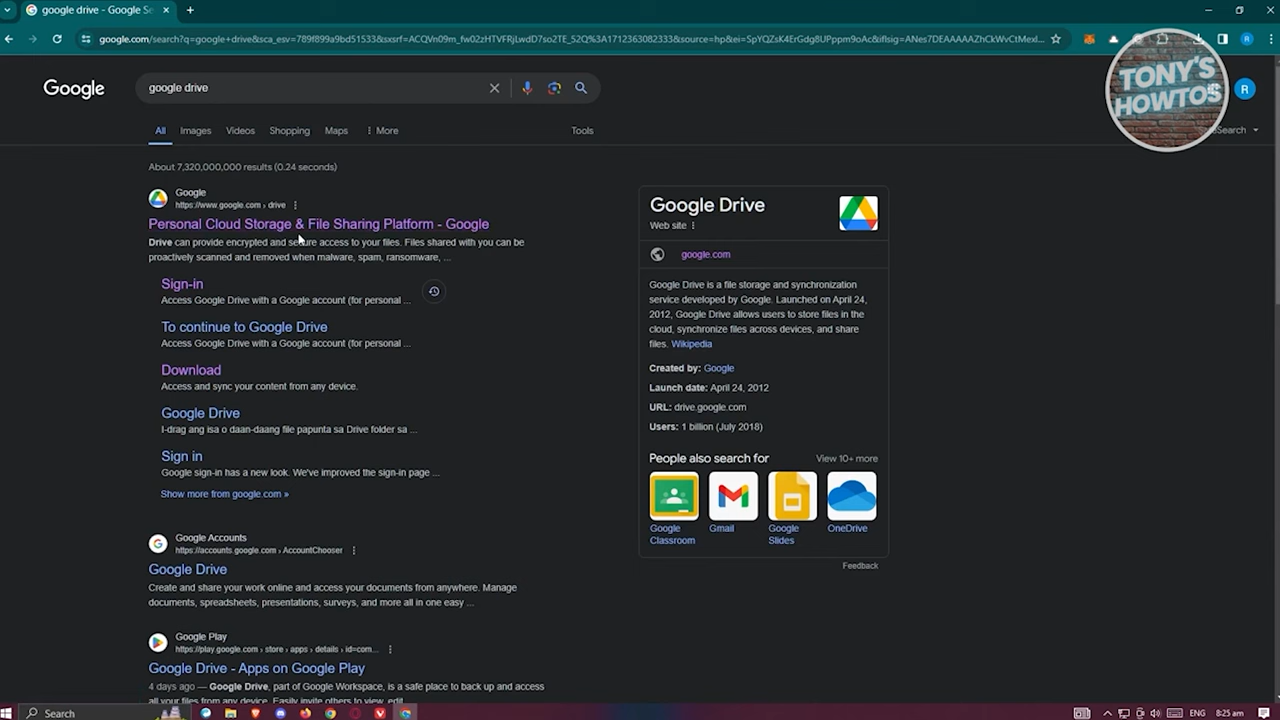 google drive - Google Se
google.com/search?q=google+drive&sca_esv=789f899a9bd51533&sxsrf=
R
TONY'S
HOWTOS
Google
google drive
R
All
Images
Videos
Shopping
Maps
More
Tools
About 7,320,000,000 results (0.24 seconds)
Google
https://www.google.com › drive
Personal Cloud Storage & File Sharing Platform - Google
Drive can provide encrypted and secure access to your files. Files shared with you can be
proactively scanned and removed when malware, spam, ransomware, ...
Sign-in
Access Google Drive with a Google account (for personal ...
To continue to Google Drive
Access Google Drive with a Google account (for personal ...
Download
Access and sync your content from any device.
Google Drive
I-drag ang isa o daan-daang file papunta sa Drive folder sa ...
Sign in
Google sign-in has a new look. We've improved the sign-in page ...
Show more from google.com »
Google Accounts
https://accounts.google.com › AccountChooser
Google Drive
Create and share your work online and access your documents from anywhere. Manage
documents, spreadsheets, presentations, surveys, and more all in one easy ...
Google Play
https://play.google.com › store › apps › details › id=com...
Google Drive - Apps on Google Play
4 days ago — Google Drive, part of Google Workspace, is a safe place to back up and access
all your files from any device. Easily invite others to view, edit
Google Drive
Web site
google.com
Google Drive is a file storage and synchronization
service developed by Google. Launched on April 24,
2012, Google Drive allows users to store files in the
cloud, synchronize files across devices, and share
files. Wikipedia
Created by: Google
Launch date: April 24, 2012
URL: drive.google.com
Users: 1 billion (July 2018)
People also search for
View 10+ more
Google
Classroom
Gmail
Google
Slides
OneDrive
Feedback
Search
ENG
8:25 am